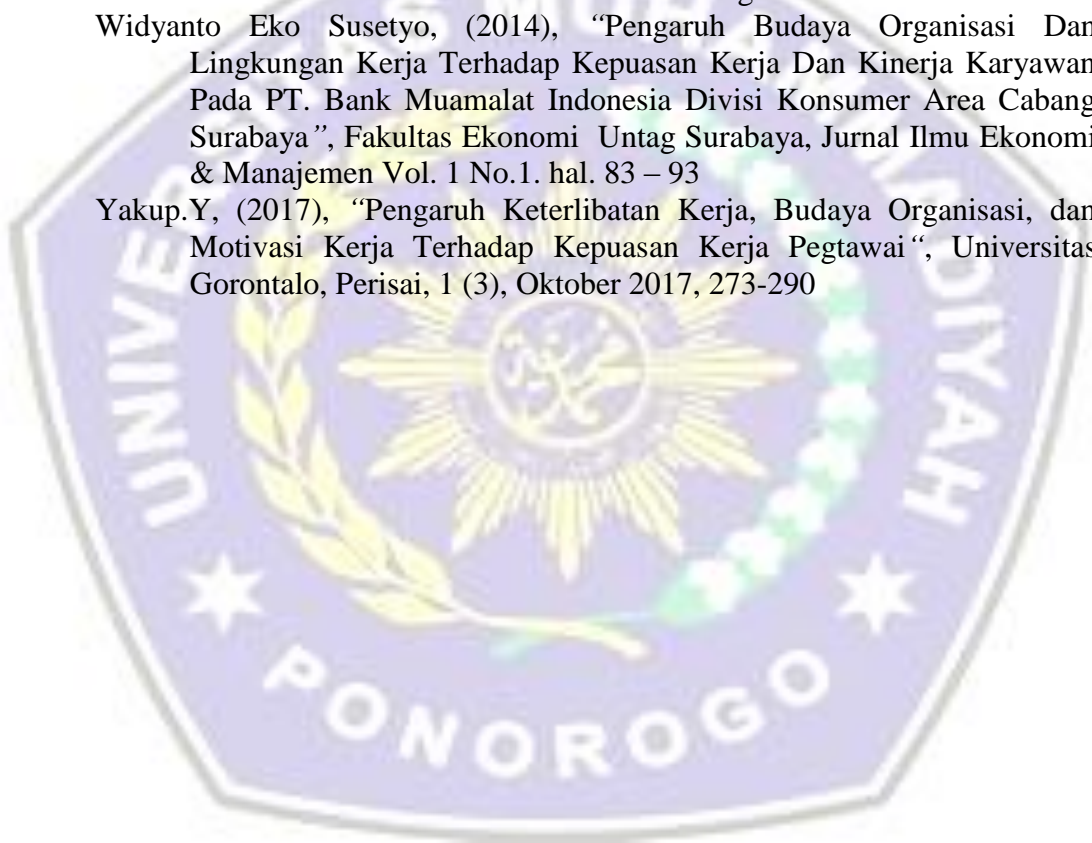 Widyanto Eko Susetyo, (2014), “Pengaruh Budaya Organisasi Dan
Lingkungan Kerja Terhadap Kepuasan Kerja Dan Kinerja Karyawan
Pada PT. Bank Muamalat Indonesia Divisi Konsumer Area Cabang
Surabaya”, Fakultas Ekonomi Untag Surabaya, Jurnal Ilmu Ekonomi
& Manajemen Vol. 1 No.1. hal. 83 – 93
Yakup.Y, (2017), “Pengaruh Keterlibatan Kerja, Budaya Organisasi, dan
Motivasi Kerja Terhadap Kepuasan Kerja Pegtawai“, Universitas
Gorontalo, Perisai, 1 (3), Oktober 2017, 273-290
PONOROGO